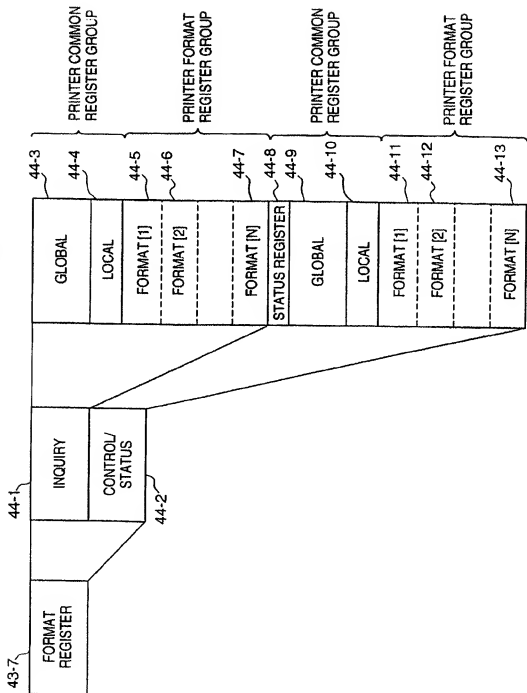 43-7
FORMAT
REGISTER
44-1
INQUIRY
CONTROL/
STATUS
44-2
44-3
GLOBAL
44-4
LOCAL
44-5
FORMAT [1]
44-6
FORMAT [2]
44-7
FORMAT [N]
44-8
STATUS REGISTER
44-9
GLOBAL
44-10
LOCAL
44-11
FORMAT [1]
44-12
FORMAT [2]
44-13
FORMAT [N]
PRINTER COMMON
REGISTER GROUP
PRINTER FORMAT
REGISTER GROUP
PRINTER COMMON
REGISTER GROUP
PRINTER FORMAT
REGISTER GROUP